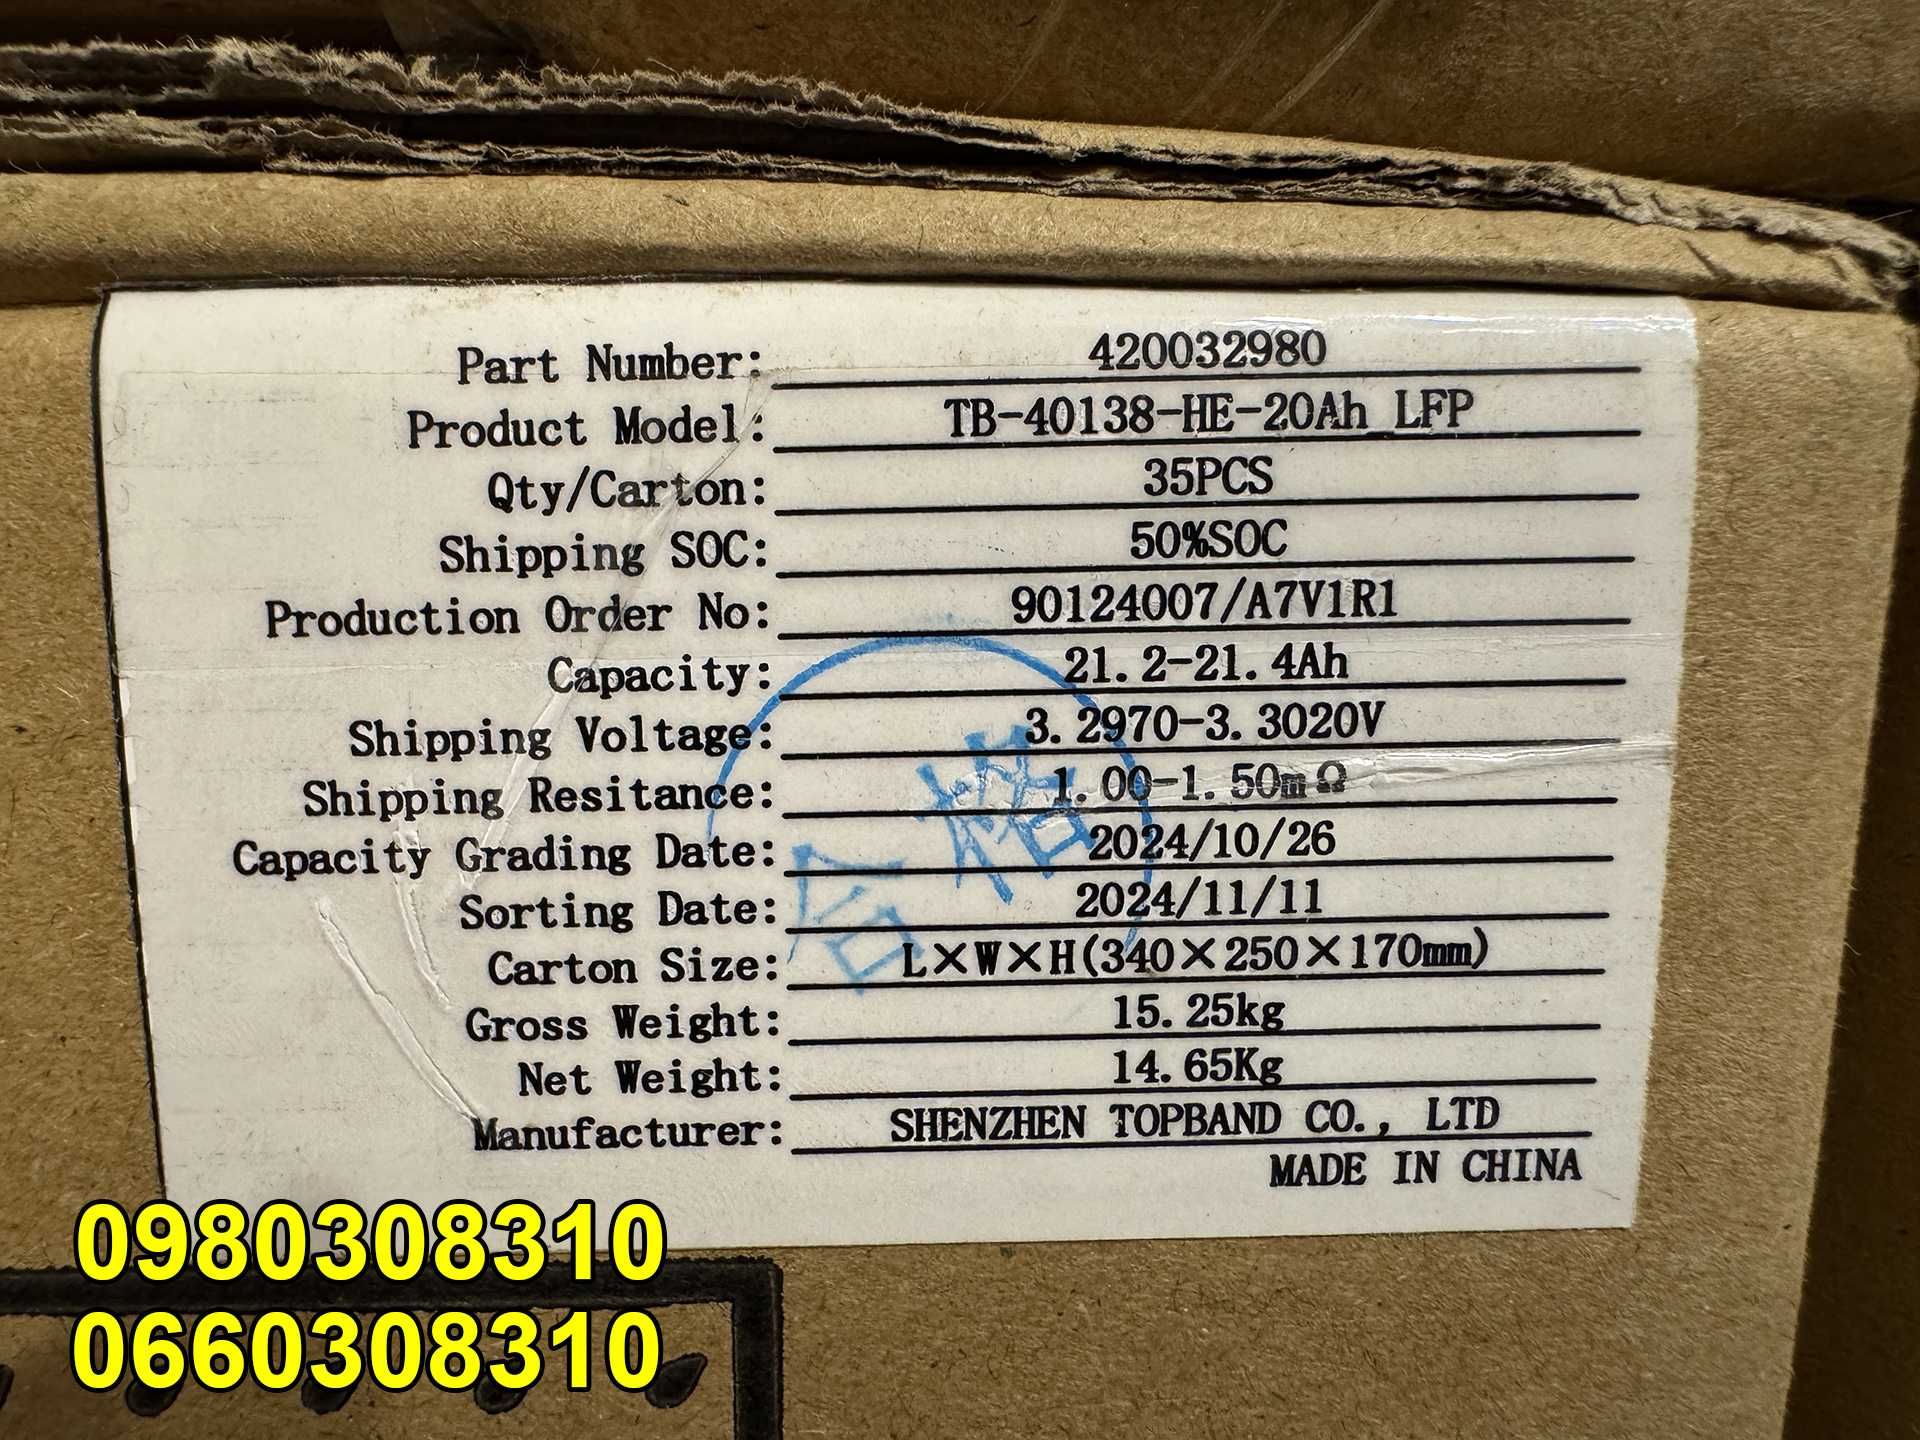 Part Number: 420032980
Product Model: TB-40138-HE-20Ah_LFP
Qty/Carton: 35PCS
Shipping SOC: 50%SOC
Production Order No: 90124007/A7V1R1
Capacity: 21.2-21.4Ah
Shipping Voltage: 3.2970-3.3020V
Shipping Resitance: 1.00-1.50mΩ
Capacity Grading Date: 2024/10/26
Sorting Date: 2024/11/11
合格
Carton Size: L×W×H(340×250×170mm)
Gross Weight: 15.25kg
Net Weight: 14.65Kg
Manufacturer: SHENZHEN TOPBAND CO., LTD
MADE IN CHINA
0980308310
0660308310